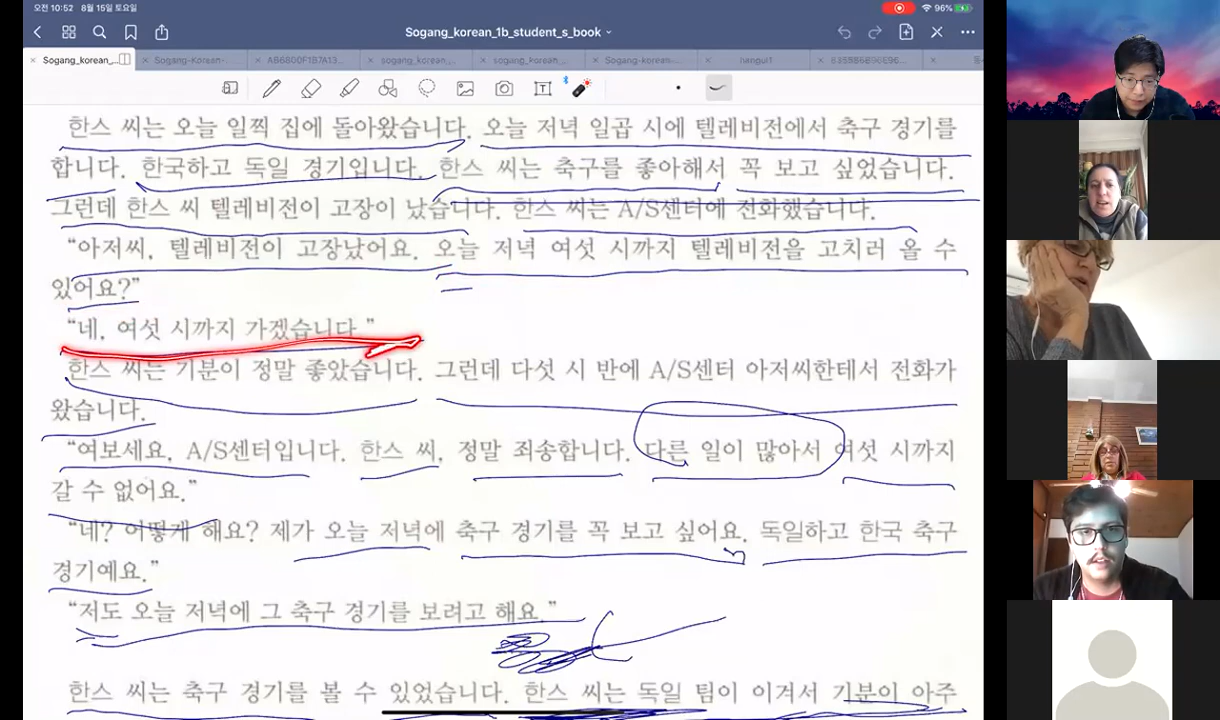 오전 10:52 8월 15일 토요일
96%
Sogang_korean_1b_student_s_book
Sogang_korean_... Sogang-Korean-... AB6800F1B7A13... sogang_korean_... sogang_korean_... Sogang-korean-... hangul1
한스 씨는 오늘 일찍 집에 돌아왔습니다. 오늘 저녁 일곱 시에 텔레비전에서 축구 경기를
합니다. 한국하고 독일 경기입니다. 한스 씨는 축구를 좋아해서 꼭 보고 싶었습니다.
그런데 한스 씨 텔레비전이 고장이 났습니다. 한스 씨는 A/S센터에 전화했습니다.
“아저씨, 텔레비전이 고장났어요. 오늘 저녁 여섯 시까지 텔레비전을 고치러 올 수
있어요?”
“네, 여섯 시까지 가겠습니다.”
한스 씨는 기분이 정말 좋았습니다. 그런데 다섯 시 반에 A/S센터 아저씨한테서 전화가
왔습니다.
“여보세요, A/S센터입니다. 한스 씨, 정말 죄송합니다. 다른 일이 많아서 여섯 시까지
갈 수 없어요.”
“네? 어떻게 해요? 제가 오늘 저녁에 축구 경기를 꼭 보고 싶어요. 독일하고 한국 축구
경기예요.”
“저도 오늘 저녁에 그 축구 경기를 보려고 해요.”
한스 씨는 축구 경기를 볼 수 있었습니다. 한스 씨는 독일 팀이 이겨서 기분이 아주